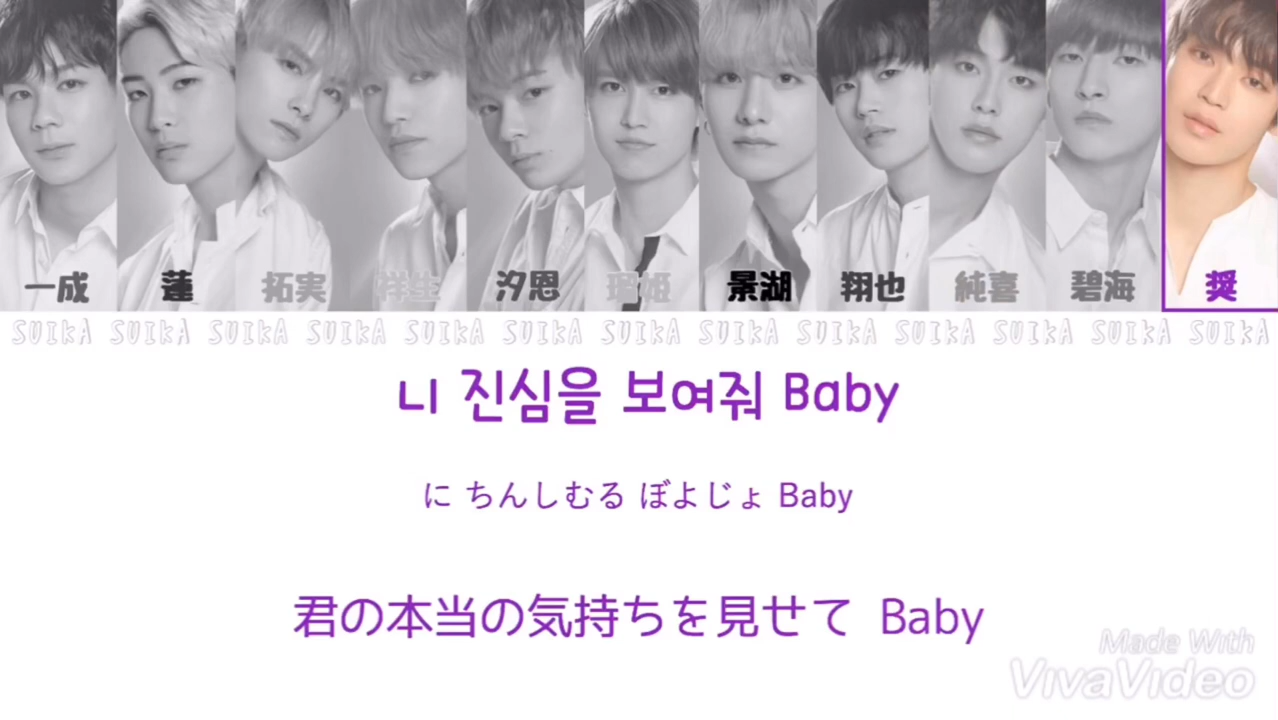 一成 蓮 拓実 祥生 汐恩 瑠姫 景瑚 翔也 純喜 碧海 奨
SUIKA SUIKA SUIKA SUIKA SUIKA SUIKA SUIKA SUIKA SUIKA SUIKA SUIKA SUIKA SUIKA
니 진심을 보여줘 Baby
に ちんしむる ぼよじょ Baby
君の本当の気持ちを見せて Baby
Made With
VivaVideo